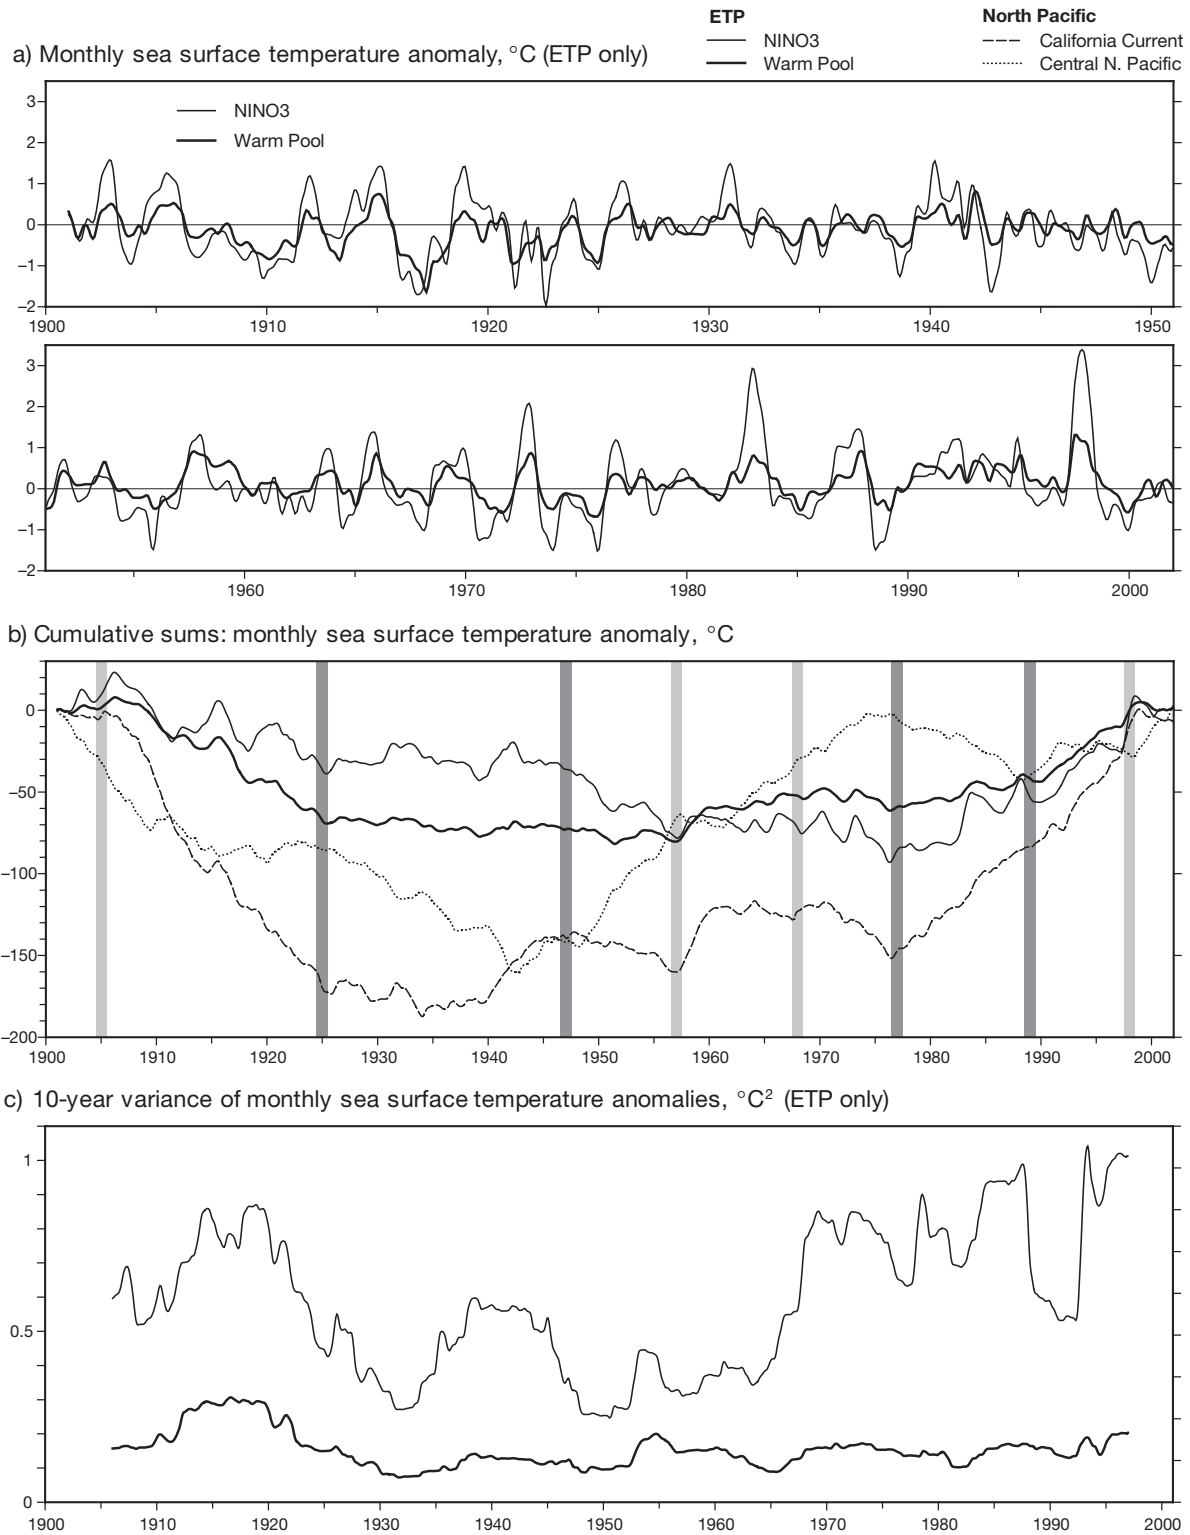 ETP
North Pacific
NINO3
California Current
Warm Pool
Central N. Pacific
a) Monthly sea surface temperature anomaly, °C (ETP only)
NINO3
Warm Pool
3
2
1
0
−1
−2
1900 1910 1920 1930 1940 1950
3
2
1
0
−1
−2
1960 1970 1980 1990 2000
b) Cumulative sums: monthly sea surface temperature anomaly, °C
0
−50
−100
−150
−200
1900 1910 1920 1930 1940 1950 1960 1970 1980 1990 2000
c) 10-year variance of monthly sea surface temperature anomalies, °C² (ETP only)
1
0.5
0
1900 1910 1920 1930 1940 1950 1960 1970 1980 1990 2000